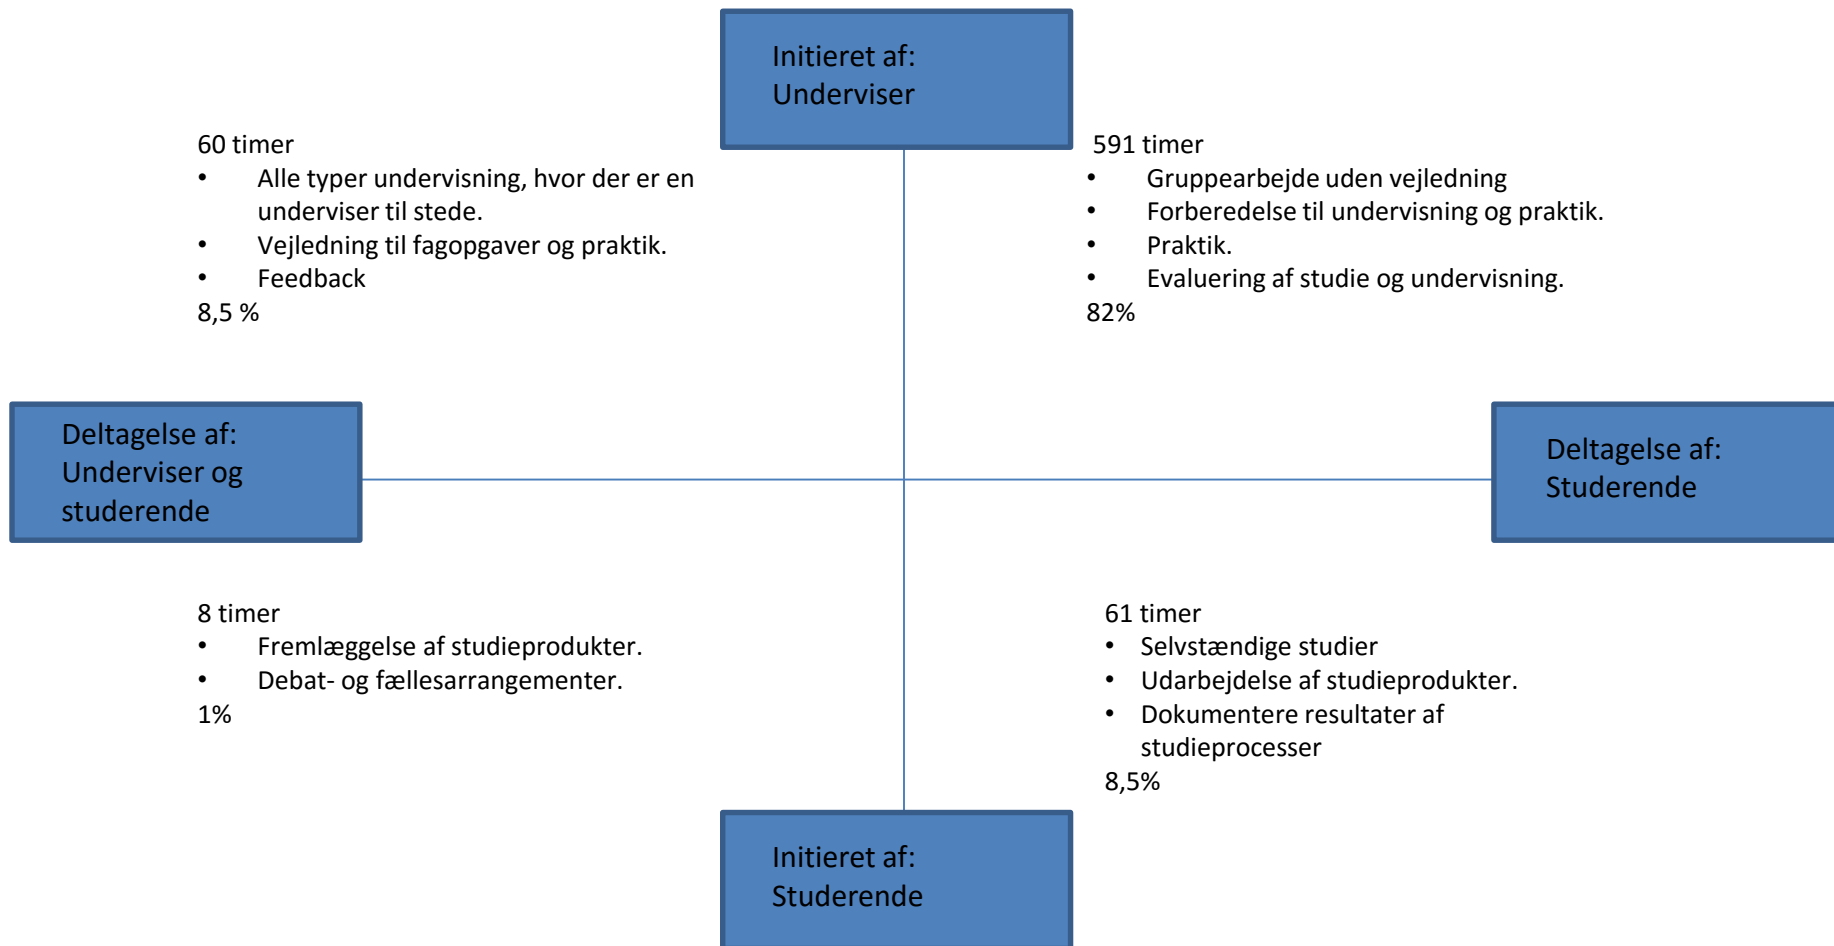 Initieret af:
Underviser
60 timer
• Alle typer undervisning, hvor der er en
underviser til stede.
• Vejledning til fagopgaver og praktik.
• Feedback
8,5 %
591 timer
• Gruppearbejde uden vejledning
• Forberedelse til undervisning og praktik.
• Praktik.
• Evaluering af studie og undervisning.
82%
Deltagelse af:
Underviser og
studerende
Deltagelse af:
Studerende
8 timer
• Fremlæggelse af studieprodukter.
• Debat- og fællesarrangementer.
1%
61 timer
• Selvstændige studier
• Udarbejdelse af studieprodukter.
• Dokumentere resultater af
studieprocesser
8,5%
Initieret af:
Studerende